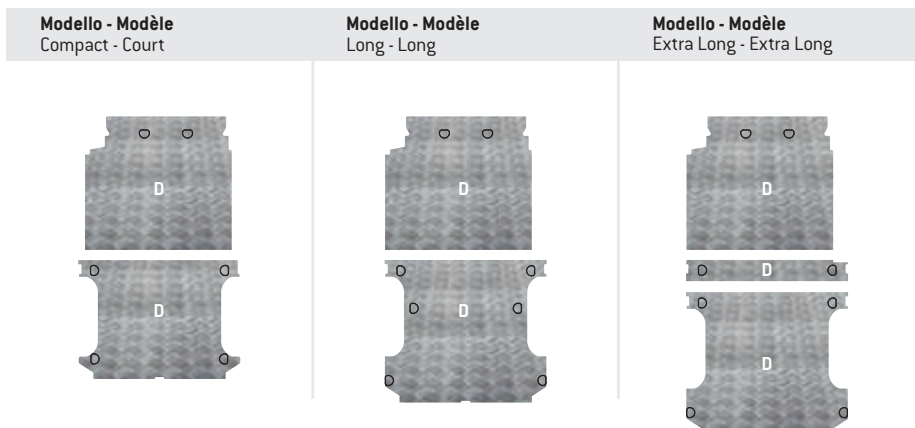 Modello - Modèle
Compact - Court
Modello - Modèle
Long - Long
Modello - Modèle
Extra Long - Extra Long
D
D
D
D
D
D
D